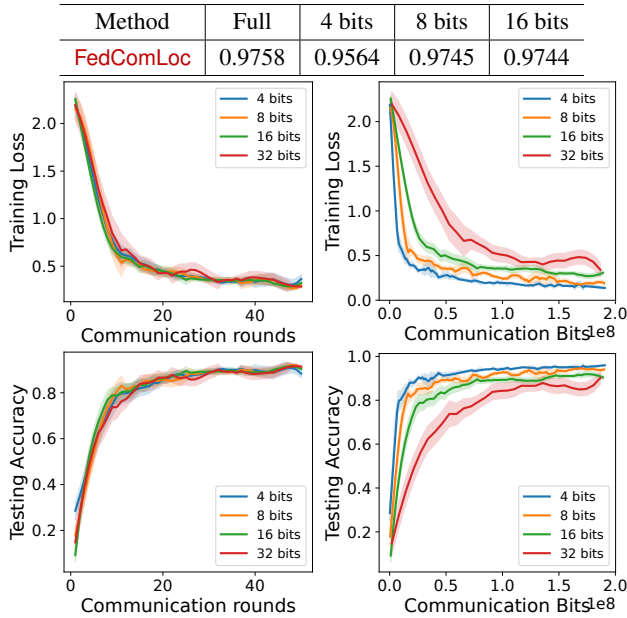 Method Full 4 bits 8 bits 16 bits
FedComLoc 0.9758 0.9564 0.9745 0.9744
Training Loss
2.0
1.5
1.0
0.5
4 bits
8 bits
16 bits
32 bits
0 20 40
Communication rounds
Training Loss
2.0
1.5
1.0
0.5
0.0
4 bits
8 bits
16 bits
32 bits
0.0 0.5 1.0 1.5 2.0
Communication Bits 1e8
Testing Accuracy
0.8
0.6
0.4
0.2
4 bits
8 bits
16 bits
32 bits
0 20 40
Communication rounds
Testing Accuracy
1.0
0.8
0.6
0.4
0.2
4 bits
8 bits
16 bits
32 bits
0.0 0.5 1.0 1.5 2.0
Communication Bits 1e8